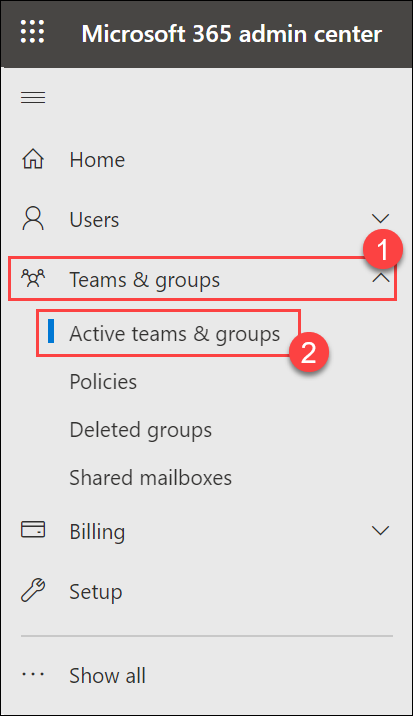 Microsoft 365 admin center
Home
Users
1
Teams & groups
Active teams & groups
2
Policies
Deleted groups
Shared mailboxes
Billing
Setup
Show all